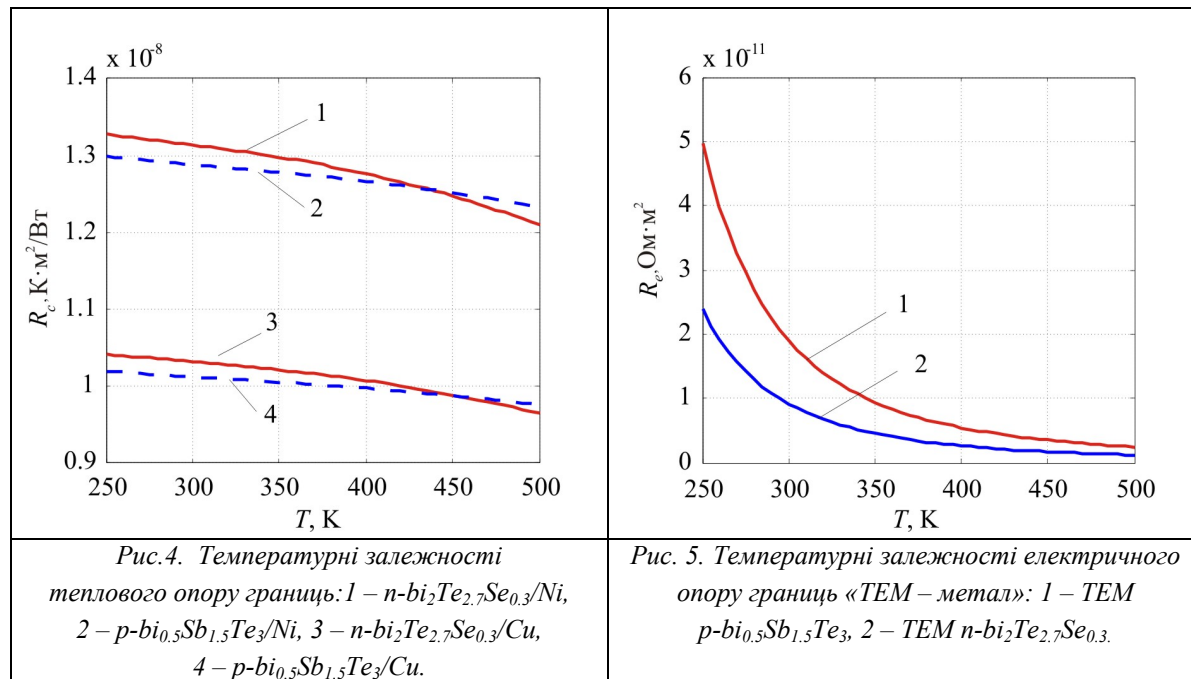 x 10⁻⁸
1.4
1.3
1.2
1
0.9
R_c, К·м²/Вт
1
2
3
4
250 300 350 400 450 500
T, K
x 10⁻¹¹
6
5
4
3
2
1
0
R_e, Ом·м²
1
2
250 300 350 400 450 500
T, K
Рис.4. Температурні залежності
теплового опору границь:1 – n-bi₂Te₂.₇Se₀.₃/Ni,
2 – p-bi₀.₅Sb₁.₅Te₃/Ni, 3 – n-bi₂Te₂.₇Se₀.₃/Cu,
4 – p-bi₀.₅Sb₁.₅Te₃/Cu.
Рис. 5. Температурні залежності електричного
опору границь «ТЕМ – метал»: 1 – ТЕМ
p-bi₀.₅Sb₁.₅Te₃, 2 – ТЕМ n-bi₂Te₂.₇Se₀.₃.